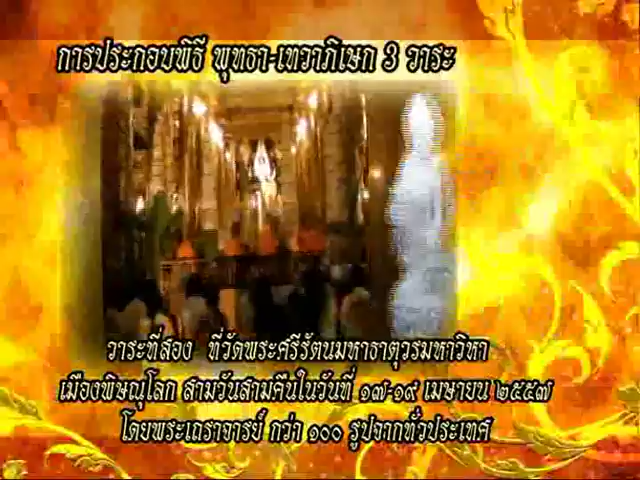 การประกอบพิธี พุทธา-เทวาภิเษก 3 วาระ
วาระที่สอง ที่วัดพระศรีรัตนมหาธาตุวรมหาวิหา
เมืองพิษณุโลก สามวันสามคืนในวันที่ ๑๗-๑๙ เมษายน ๒๕๕๗
โดยพระเถราจารย์ กว่า ๑๐๐ รูปจากทั่วประเทศ